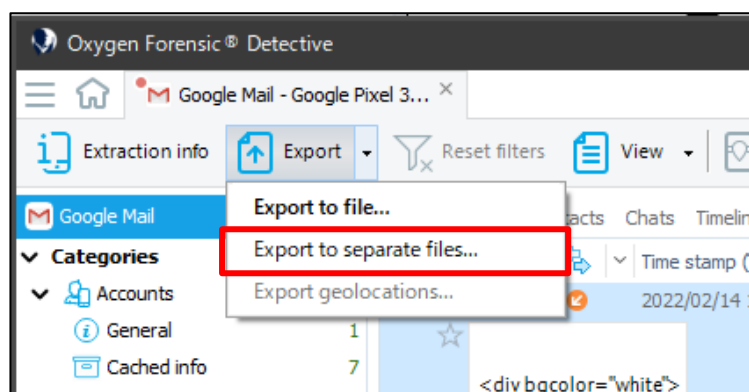 Oxygen Forensic® Detective
Google Mail - Google Pixel 3... ×
Extraction info Export Reset filters View
Google Mail
Export to file...
Chats
Export to separate files...
Time stamp (
Export geolocations...
2022/02/14
Categories
Accounts
General 1
Cached info 7
<div bgcolor="white">